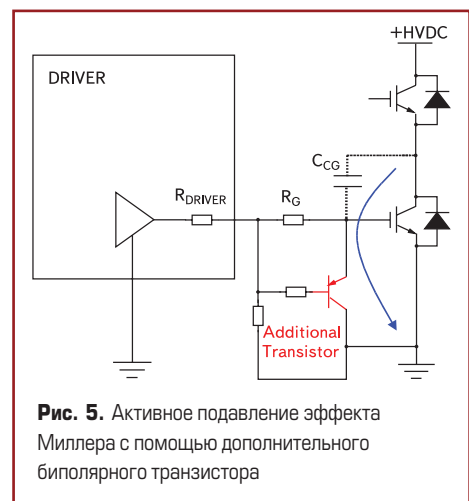 +HVDC
DRIVER
C_CG
R_DRIVER
R_G
Additional
Transistor
Рис. 5. Активное подавление эффекта
Миллера с помощью дополнительного
биполярного транзистора